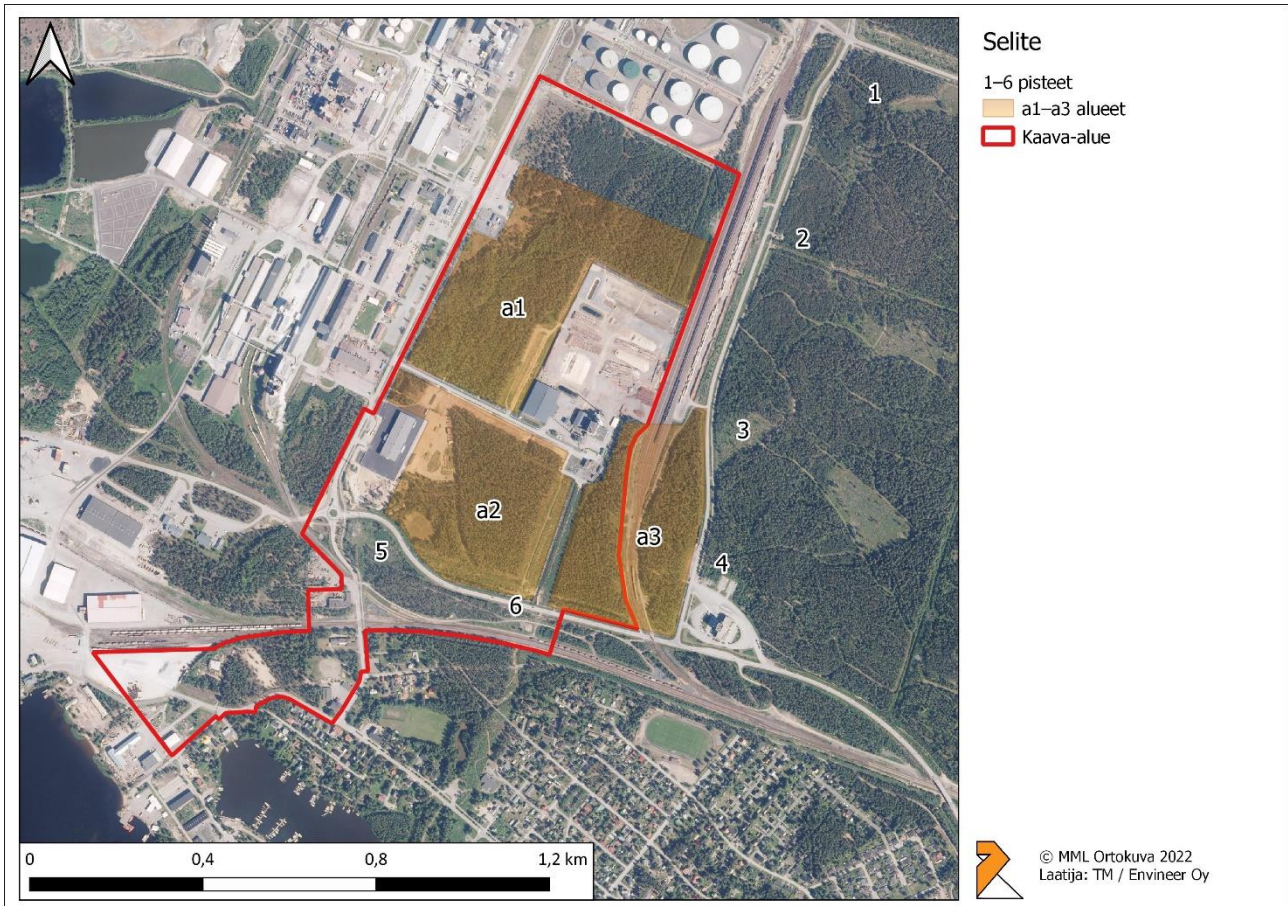 Selite
1–6 pisteet
a1–a3 alueet
Kaava-alue
1
2
a1
3
a2
a3
5
4
6
0 0,4 0,8 1,2 km
© MML Ortokuva 2022
Laatija: TM / Envineer Oy